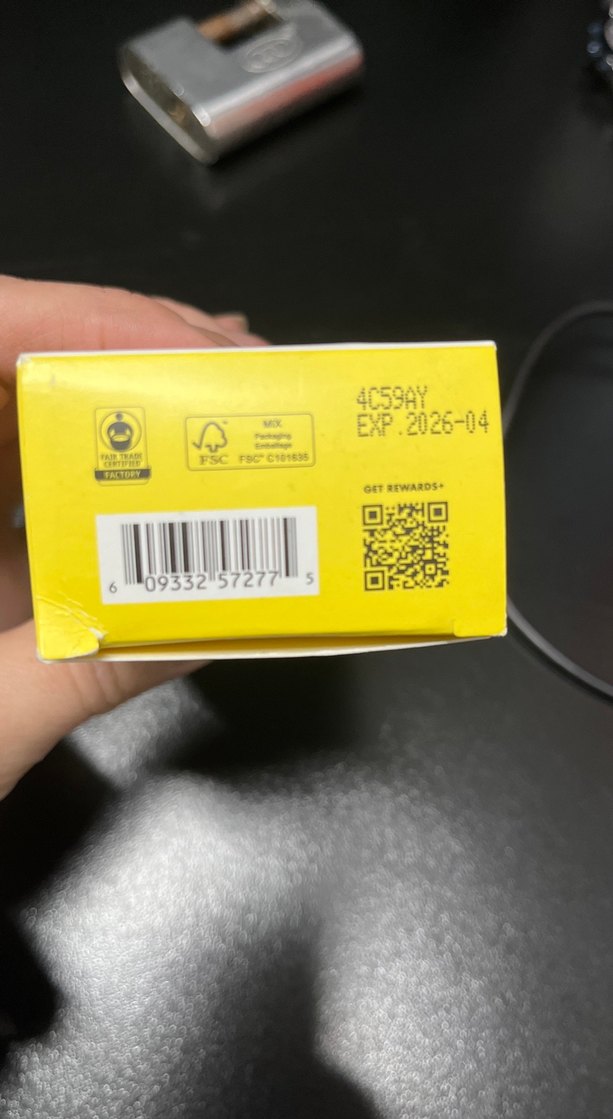 4C59AY
EXP.2026-04
FAIR TRADE
CERTIFIED
FACTORY
FSC
MIX
Packaging
Emballage
FSC® C101635
GET REWARDS+
6 09332 57277 5